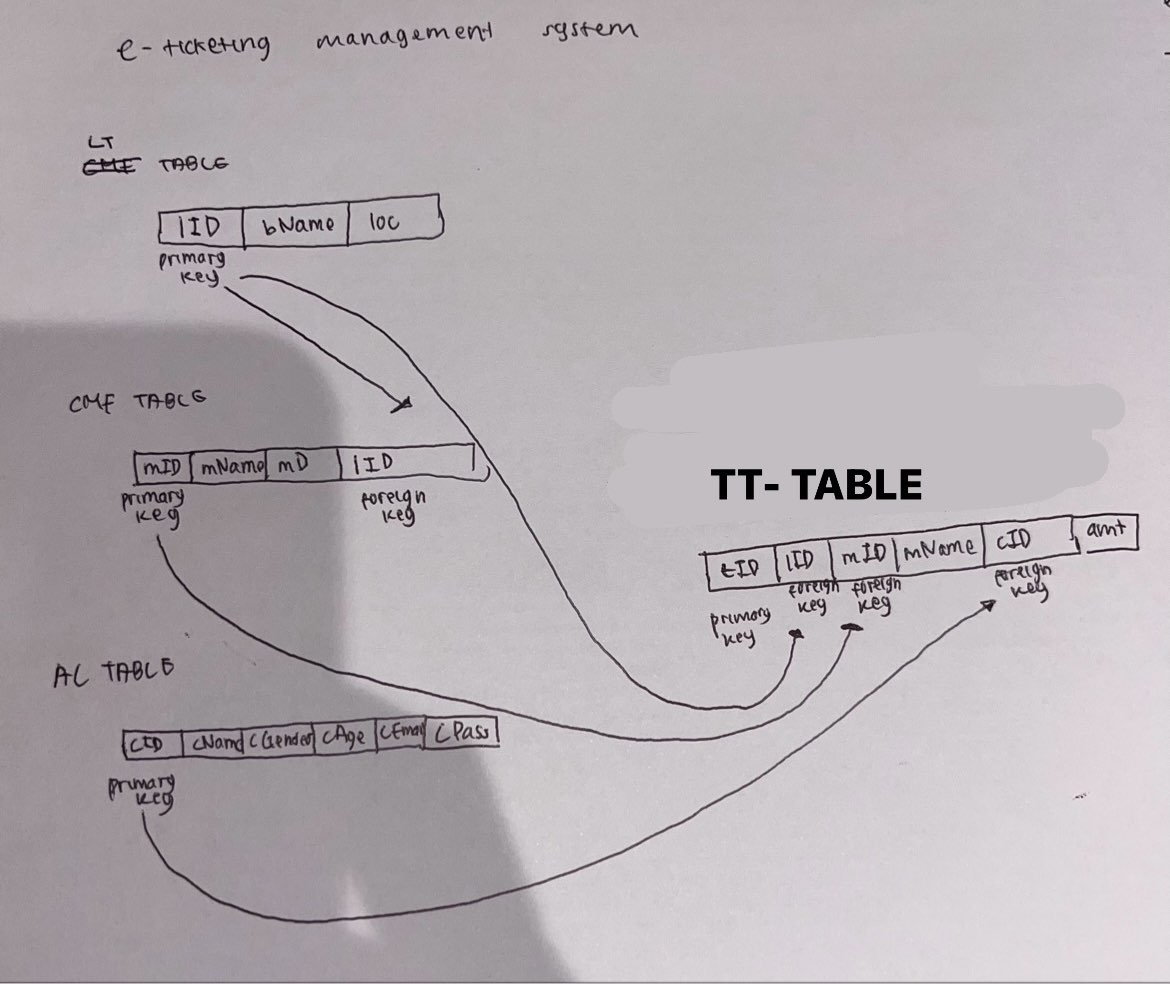 e-ticketing management system
LT
CME TABLE
lID bName loc
primary
key
CME TABLE
mID mName mD lID
primary
key
foreign
key
TT- TABLE
tID lID mID mName cID amt
primary
key
foreign
key
foreign
key
foreign
key
AC TABLE
cID cName cGender cAge cEmail cPass
primary
key